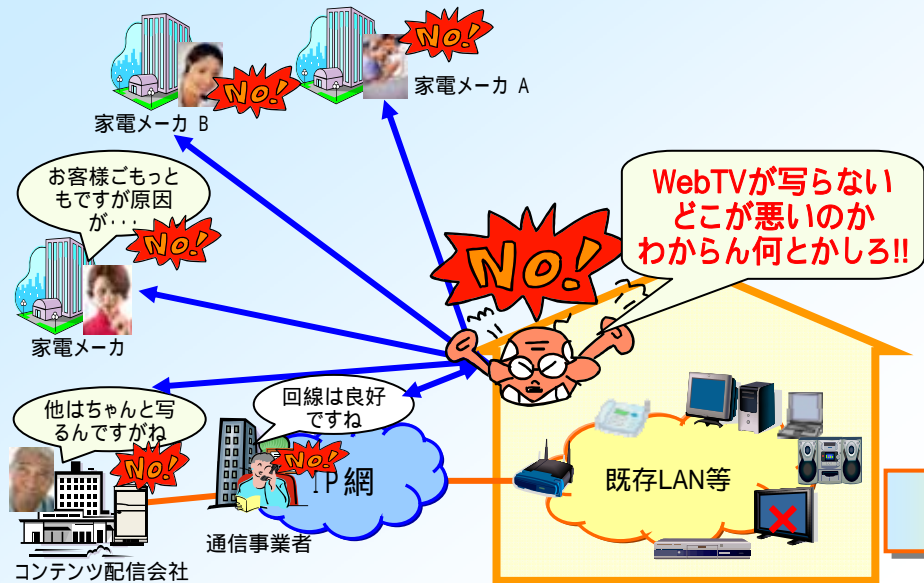 NO!
家電メーカ A
NO!
家電メーカ B
お客様ごもっと
もですが原因
が･･･
NO!
家電メーカ
WebTVが写らない
どこが悪いのか
わからん何とかしろ!!
NO!
他はちゃんと写
るんですがね
NO!
コンテンツ配信会社
回線は良好
ですね
NO!
IP網
通信事業者
既存LAN等